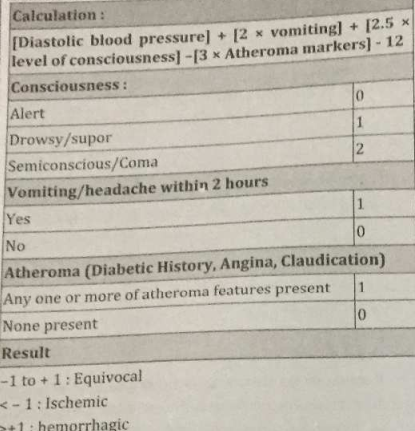 Calculation :
[Diastolic blood pressure] + [2 × vomiting] + [2.5 ×
level of consciousness] –[3 × Atheroma markers] - 12
Consciousness :
Alert 0
Drowsy/supor 1
Semiconscious/Coma 2
Vomiting/headache within 2 hours
Yes 1
No 0
Atheroma (Diabetic History, Angina, Claudication)
Any one or more of atheroma features present 1
None present 0
Result
–1 to + 1 : Equivocal
< – 1 : Ischemic
>+1 : hemorrhagic